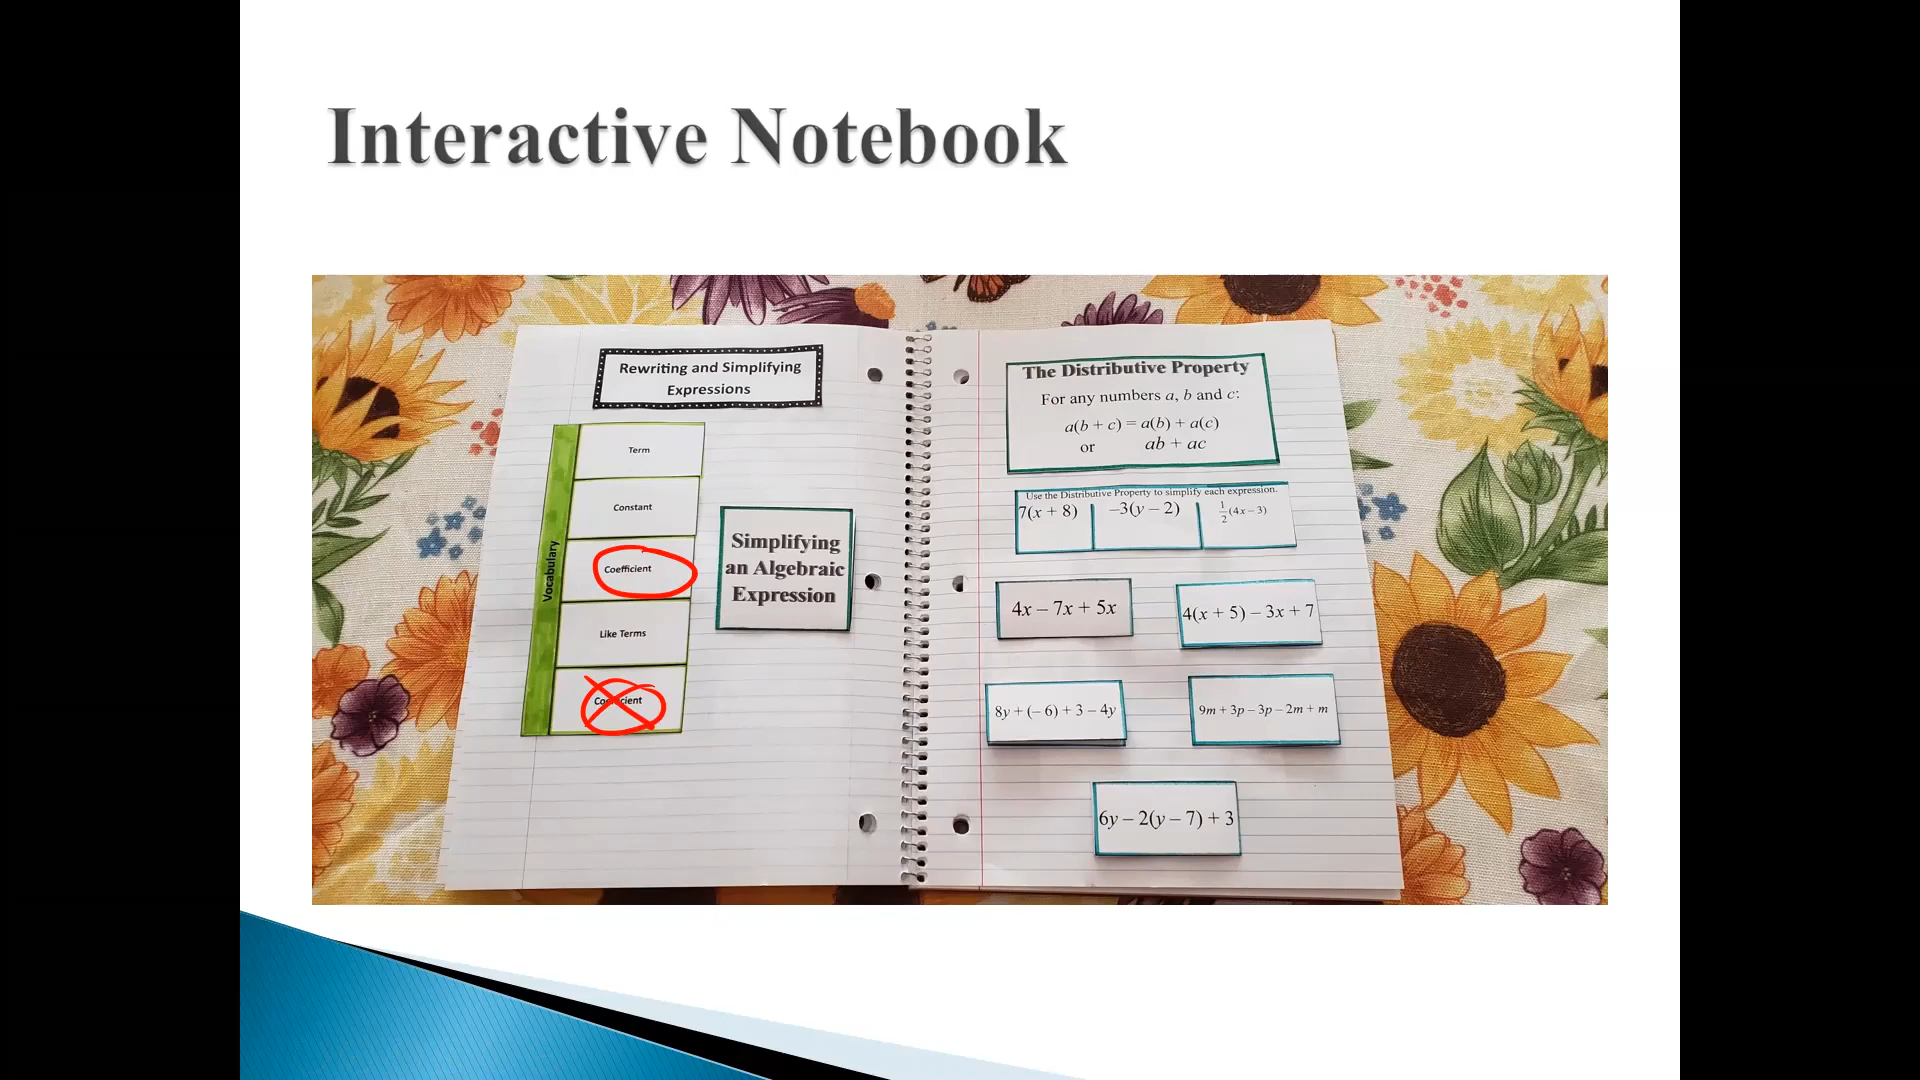 Interactive Notebook
Rewriting and Simplifying
Expressions
Vocabulary
Term
Constant
Coefficient
Like Terms
Coefficient
Simplifying
an Algebraic
Expression
The Distributive Property
For any numbers a, b and c:
a(b + c) = a(b) + a(c)
or ab + ac
Use the Distributive Property to simplify each expression.
7(x + 8) −3(y − 2) 1/2(4x − 3)
4x − 7x + 5x
4(x + 5) − 3x + 7
8y + (− 6) + 3 − 4y
9m + 3p − 3p − 2m + m
6y − 2(y − 7) + 3